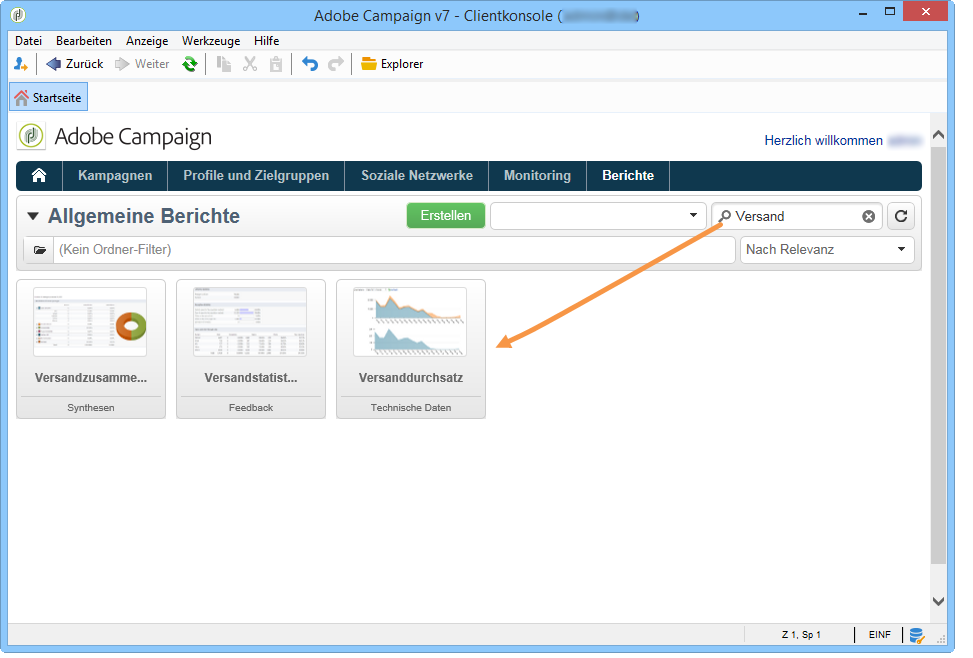 Adobe Campaign v7 - Clientkonsole ( )
Datei Bearbeiten Anzeige Werkzeuge Hilfe
Zurück Weiter Explorer
Startseite
Adobe Campaign
Herzlich willkommen
Kampagnen Profile und Zielgruppen Soziale Netzwerke Monitoring Berichte
Allgemeine Berichte Erstellen Versand
(Kein Ordner-Filter) Nach Relevanz
Versandzusamme... Versandstatist... Versanddurchsatz
Synthesen Feedback Technische Daten
Z 1, Sp 1 EINF